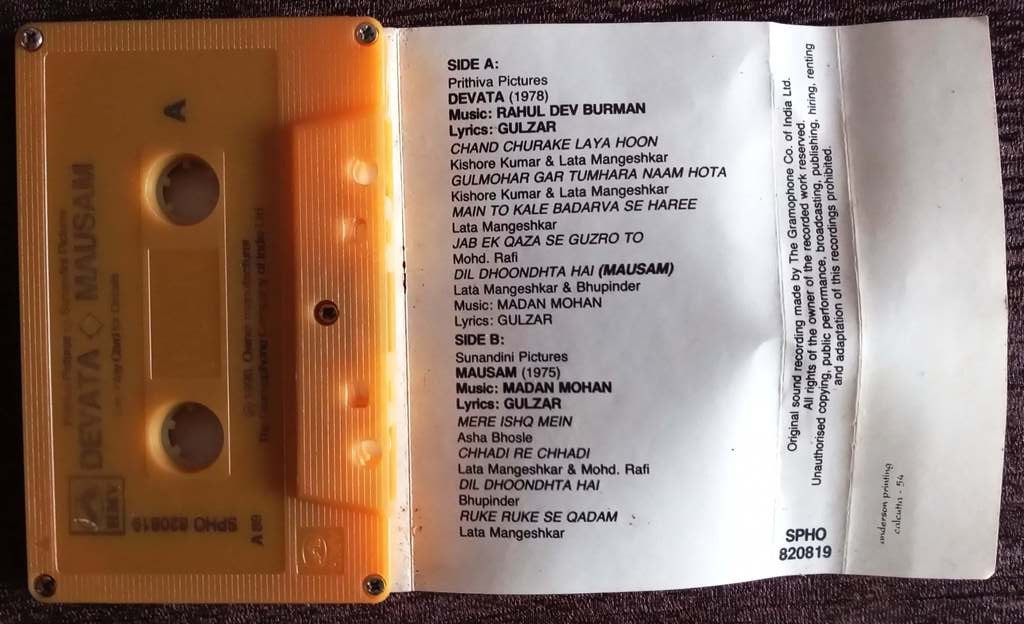 A
DEVATA ◇ MAUSAM
SPHO 820819
SIDE A:
Prithiva Pictures
DEVATA (1978)
Music: RAHUL DEV BURMAN
Lyrics: GULZAR
CHAND CHURAKE LAYA HOON
Kishore Kumar & Lata Mangeshkar
GULMOHAR GAR TUMHARA NAAM HOTA
Kishore Kumar & Lata Mangeshkar
MAIN TO KALE BADARVA SE HAREE
Lata Mangeshkar
JAB EK QAZA SE GUZRO TO
Mohd. Rafi
DIL DHOONDHTA HAI (MAUSAM)
Lata Mangeshkar & Bhupinder
Music: MADAN MOHAN
Lyrics: GULZAR
SIDE B:
Sunandini Pictures
MAUSAM (1975)
Music: MADAN MOHAN
Lyrics: GULZAR
MERE ISHQ MEIN
Asha Bhosle
CHHADI RE CHHADI
Lata Mangeshkar & Mohd. Rafi
DIL DHOONDHTA HAI
Bhupinder
RUKE RUKE SE QADAM
Lata Mangeshkar
Original sound recording made by The Gramophone Co. of India Ltd.
All rights of the owner of the recorded work reserved.
Unauthorised copying, public performance, broadcasting, publishing, hiring, renting
and adaptation of this recordings prohibited.
SPHO
820819
anderson printing
calcutta - 54